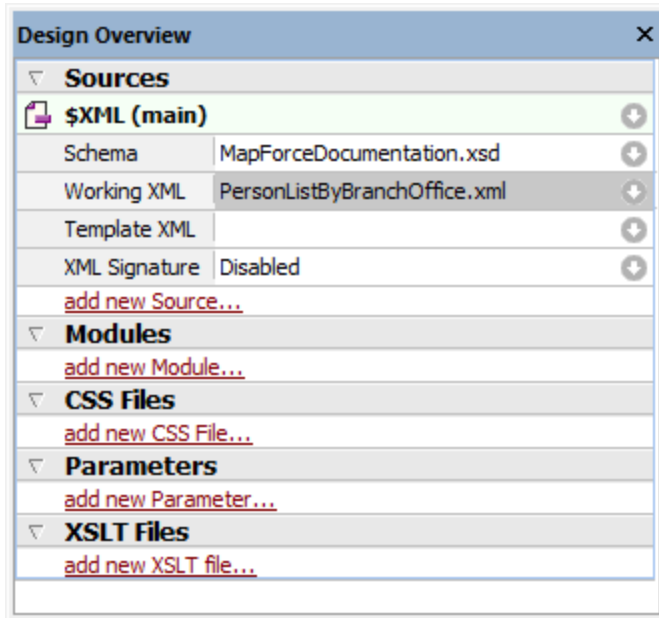 Design Overview
Sources
$XML (main)
Schema MapForceDocumentation.xsd
Working XML PersonListByBranchOffice.xml
Template XML
XML Signature Disabled
add new Source...
Modules
add new Module...
CSS Files
add new CSS File...
Parameters
add new Parameter...
XSLT Files
add new XSLT file...